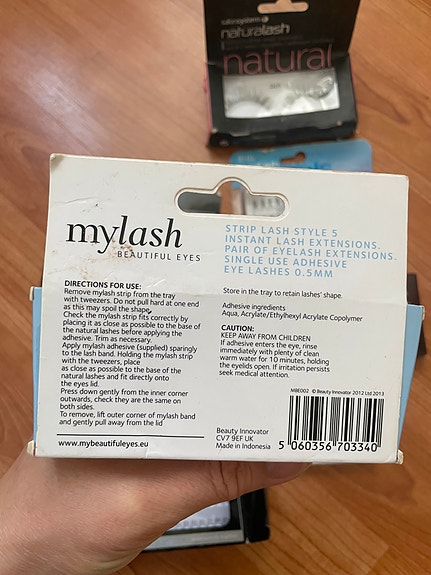 salonsystem
naturalash
natural
mylash
BEAUTIFUL EYES
STRIP LASH STYLE 5
INSTANT LASH EXTENSIONS.
PAIR OF EYELASH EXTENSIONS.
SINGLE USE ADHESIVE
EYE LASHES 0.5MM
DIRECTIONS FOR USE:
Remove mylash strip from the tray
with tweezers. Do not pull hard at one end
as this may spoil the shape.
Check the mylash strip fits correctly by
placing it as close as possible to the base of
the natural lashes before applying the
adhesive. Trim as necessary.
Apply mylash adhesive (supplied) sparingly
to the lash band. Holding the mylash strip
with the tweezers, place
as close as possible to the base of the
natural lashes and fit directly onto
the eyes lid.
Press down gently from the inner corner
outwards, check they are the same on
both sides.
To remove, lift outer corner of mylash band
and gently pull away from the lid
www.mybeautifuleyes.eu
Store in the tray to retain lashes' shape.
Adhesive ingredients
Aqua, Acrylate/Ethylhexyl Acrylate Copolymer
CAUTION:
KEEP AWAY FROM CHILDREN
If adhesive enters the eye, rinse
immediately with plenty of clean
warm water for 10 minutes, holding
the eyelids open. If irritation persists
seek medical attention.
MBE002 © Beauty Innovator 2012 Ltd 2013
Beauty Innovator
CV7 9EF UK
Made in Indonesia
5 060356 703340